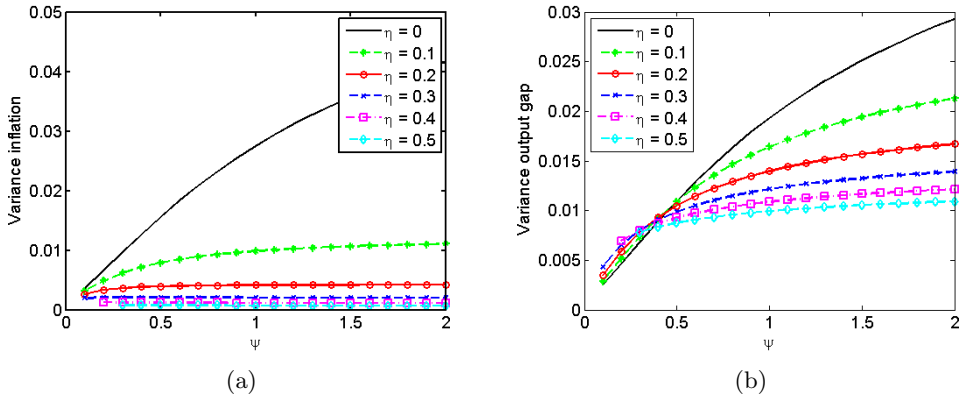 0.05
0.04
0.03
0.02
0.01
0
0
0.5
1
1.5
2
Variance inflation
Ψ
η = 0
η = 0.1
η = 0.2
η = 0.3
η = 0.4
η = 0.5
(a)
0.03
0.025
0.02
0.015
0.01
0.005
0
0
0.5
1
1.5
2
Variance output gap
Ψ
η = 0
η = 0.1
η = 0.2
η = 0.3
η = 0.4
η = 0.5
(b)